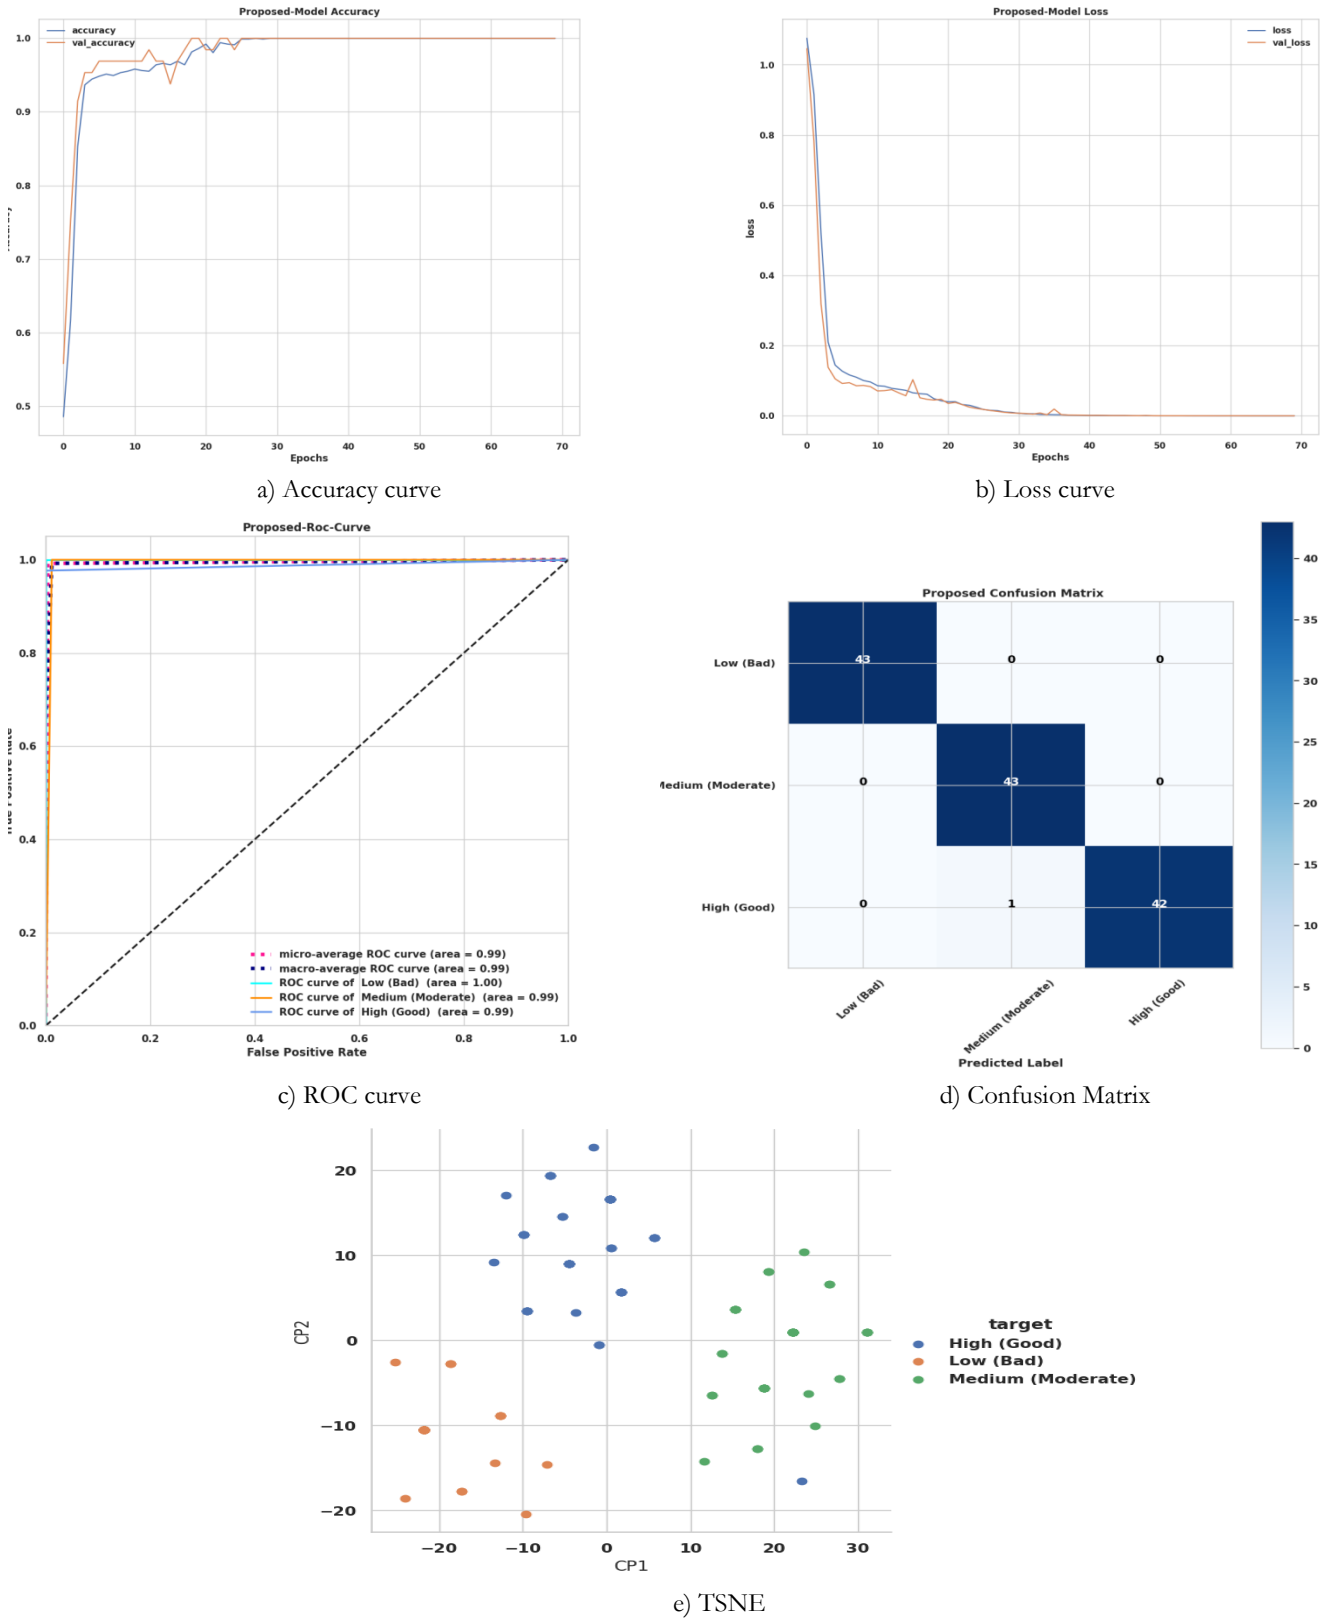 Proposed-Model Accuracy
accuracy
val_accuracy
1.0
0.9
0.8
0.7
0.6
0.5
0 10 20 30 40 50 60 70
Epochs
a) Accuracy curve
Proposed-Model Loss
loss
val_loss
1.0
0.8
0.6
0.4
0.2
0.0
loss
0 10 20 30 40 50 60 70
Epochs
b) Loss curve
Proposed-Roc-Curve
1.0
0.8
0.6
0.4
0.2
0.0
micro-average ROC curve (area = 0.99)
macro-average ROC curve (area = 0.99)
ROC curve of Low (Bad) (area = 1.00)
ROC curve of Medium (Moderate) (area = 0.99)
ROC curve of High (Good) (area = 0.99)
0.0 0.2 0.4 0.6 0.8 1.0
False Positive Rate
c) ROC curve
Proposed Confusion Matrix
Low (Bad) 43 0 0
Medium (Moderate) 0 43 0
High (Good) 0 1 42
Low (Bad) Medium (Moderate) High (Good)
Predicted Label
40
35
30
25
20
15
10
5
0
d) Confusion Matrix
20
10
0
−10
−20
CP2
−20 −10 0 10 20 30
CP1
target
High (Good)
Low (Bad)
Medium (Moderate)
e) TSNE